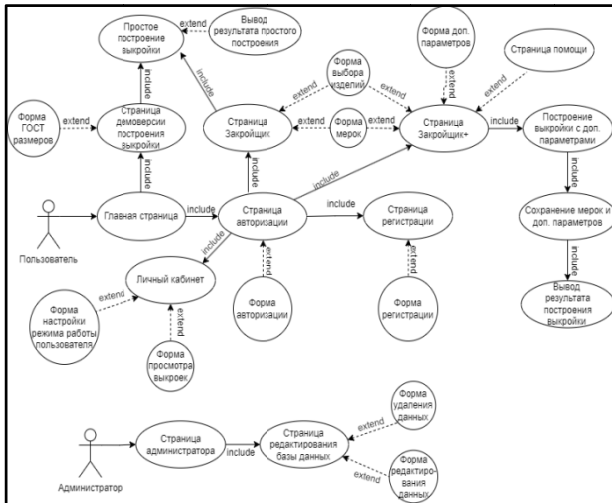 Простое
построение
выкройки
extend
Вывод
результата простого
построения
include
include
Форма
ГОСТ
размеров
extend
Страница
демоверсии
построения
выкройки
include
Страница
Закройщик
extend
Форма
выбора
изделий
extend
extend
Форма
мерок
extend
Форма доп.
параметров
extend
Страница помощи
extend
Страница
Закройщик+
include
Построение
выкройки с доп.
параметрами
include
include
include
Пользователь
Главная страница
include
Страница
авторизации
include
Страница
регистрации
Сохранение мерок и
доп. параметров
include
Вывод
результата
построения
выкройки
include
Личный кабинет
extend
Форма
авторизации
extend
Форма
регистрации
Форма
настройки
режима работы
пользователя
extend
extend
Форма
просмотра
выкроек
Администратор
Страница
администратора
include
Страница
редактирования
базы данных
extend
Форма
удаления
данных
extend
Форма
редактиро-
вания
данных